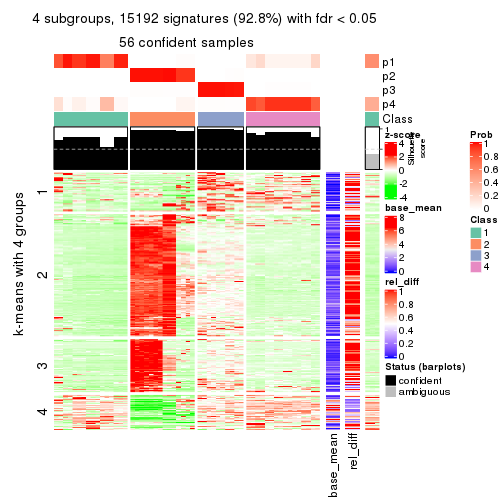 4 subgroups, 15192 signatures (92.8%) with fdr < 0.05
56 confident samples
p1
p2
p3
p4
Class
1
Silhouette
score
k-means with 4 groups
1
2
3
4
base_mean
rel_diff
z-score
4
2
0
-2
-4
base_mean
8
6
4
2
0
rel_diff
1
0.8
0.6
0.4
0.2
0
Status (barplots)
confident
ambiguous
Prob
1
0.8
0.6
0.4
0.2
0
Class
1
2
3
4